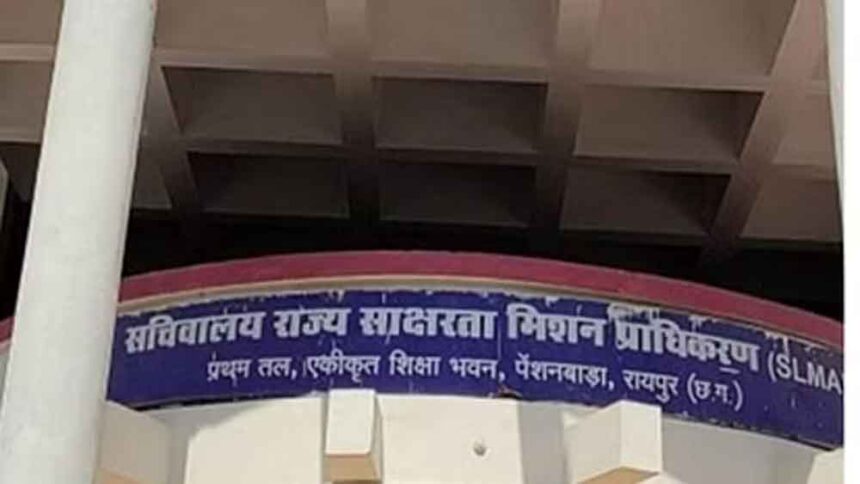 सचिवालय राज्य साक्षरता मिशन प्राधिकरण (SLMA
प्रथम तल, एकीकृत शिक्षा भवन, पेंशनबाड़ा, रायपुर (छ.ग.)